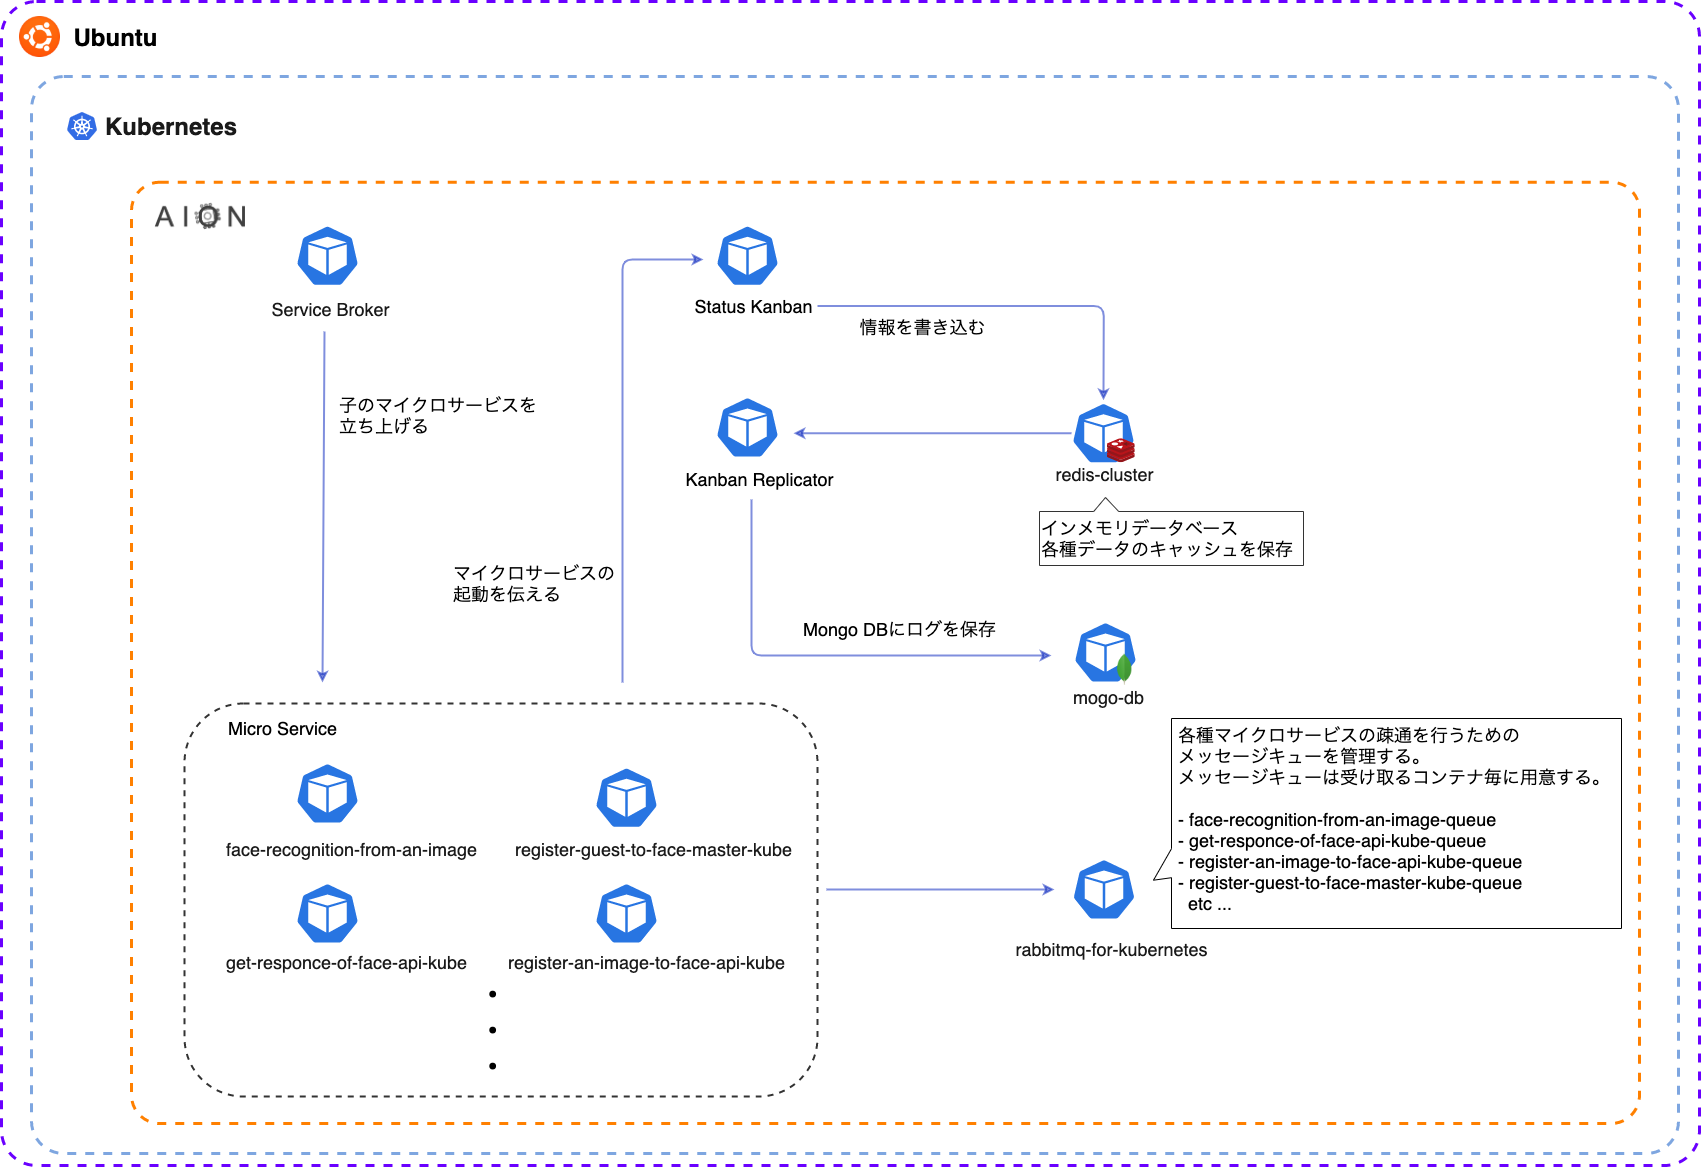 Ubuntu
Kubernetes
AION
Service Broker
Status Kanban
情報を書き込む
子のマイクロサービスを
立ち上げる
Kanban Replicator
redis-cluster
インメモリデータベース
各種データのキャッシュを保存
マイクロサービスの
起動を伝える
Mongo DBにログを保存
mogo-db
Micro Service
face-recognition-from-an-image
register-guest-to-face-master-kube
get-responce-of-face-api-kube
register-an-image-to-face-api-kube
各種マイクロサービスの疎通を行うための
メッセージキューを管理する。
メッセージキューは受け取るコンテナ毎に用意する。
- face-recognition-from-an-image-queue
- get-responce-of-face-api-kube-queue
- register-an-image-to-face-api-kube-queue
- register-guest-to-face-master-kube-queue
etc ...
rabbitmq-for-kubernetes